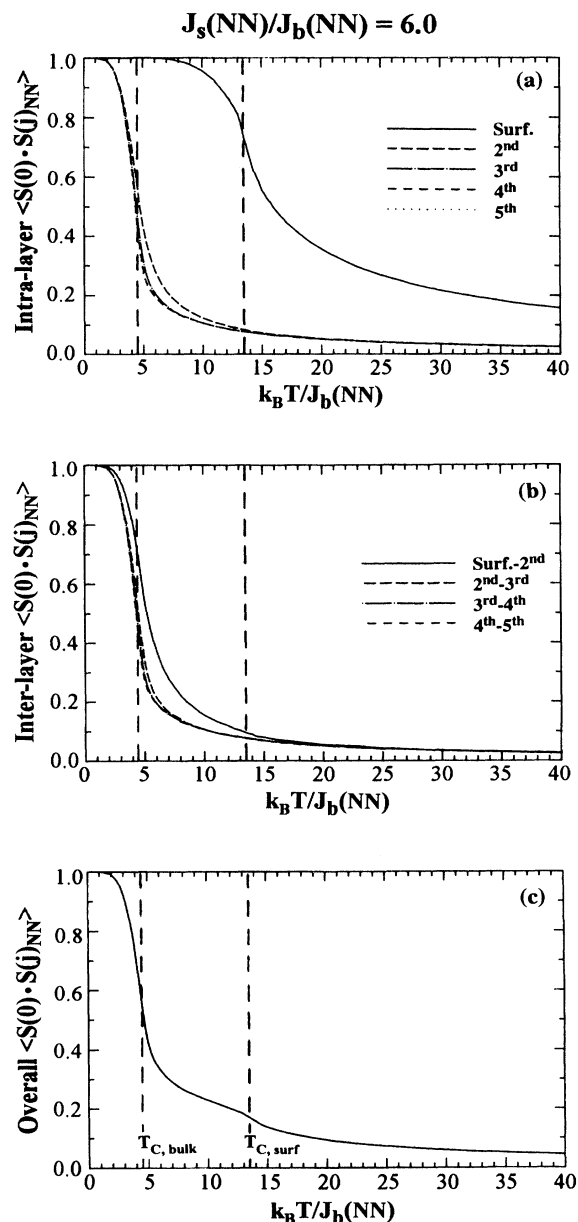 J_s(NN)/J_b(NN) = 6.0
(a)
Intra-layer <S(0)·S(j)_NN>
1.0
0.8
0.6
0.4
0.2
0.0
Surf.
2nd
3rd
4th
5th
0 5 10 15 20 25 30 35 40
k_BT/J_b(NN)
(b)
Inter-layer <S(0)·S(j)_NN>
1.0
0.8
0.6
0.4
0.2
0.0
Surf.-2nd
2nd-3rd
3rd-4th
4th-5th
0 5 10 15 20 25 30 35 40
k_BT/J_b(NN)
(c)
Overall <S(0)·S(j)_NN>
1.0
0.8
0.6
0.4
0.2
0.0
T_C, bulk
T_C, surf
0 5 10 15 20 25 30 35 40
k_BT/J_b(NN)